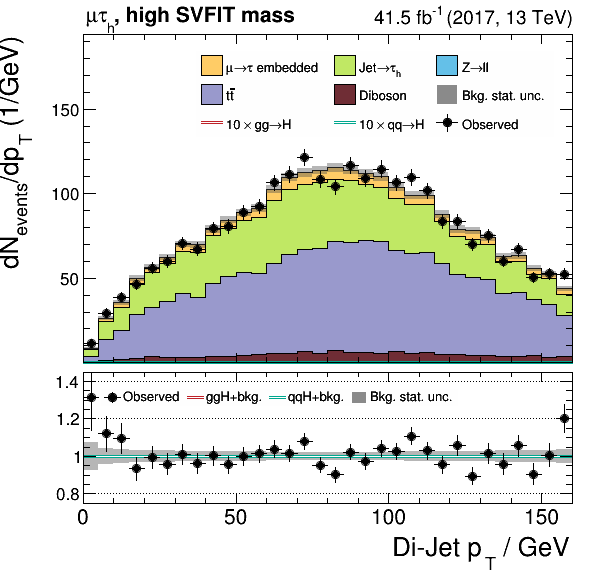 μτh, high SVFIT mass 41.5 fb⁻¹ (2017, 13 TeV)
dNevents/dpT (1/GeV)
μ→τ embedded Jet→τh Z→ll
tt̄ Diboson Bkg. stat. unc.
10 × gg→H 10 × qq→H Observed
150
100
50
Observed ggH+bkg. qqH+bkg. Bkg. stat. unc.
1.4
1.2
1
0.8
0 50 100 150
Di-Jet pT / GeV